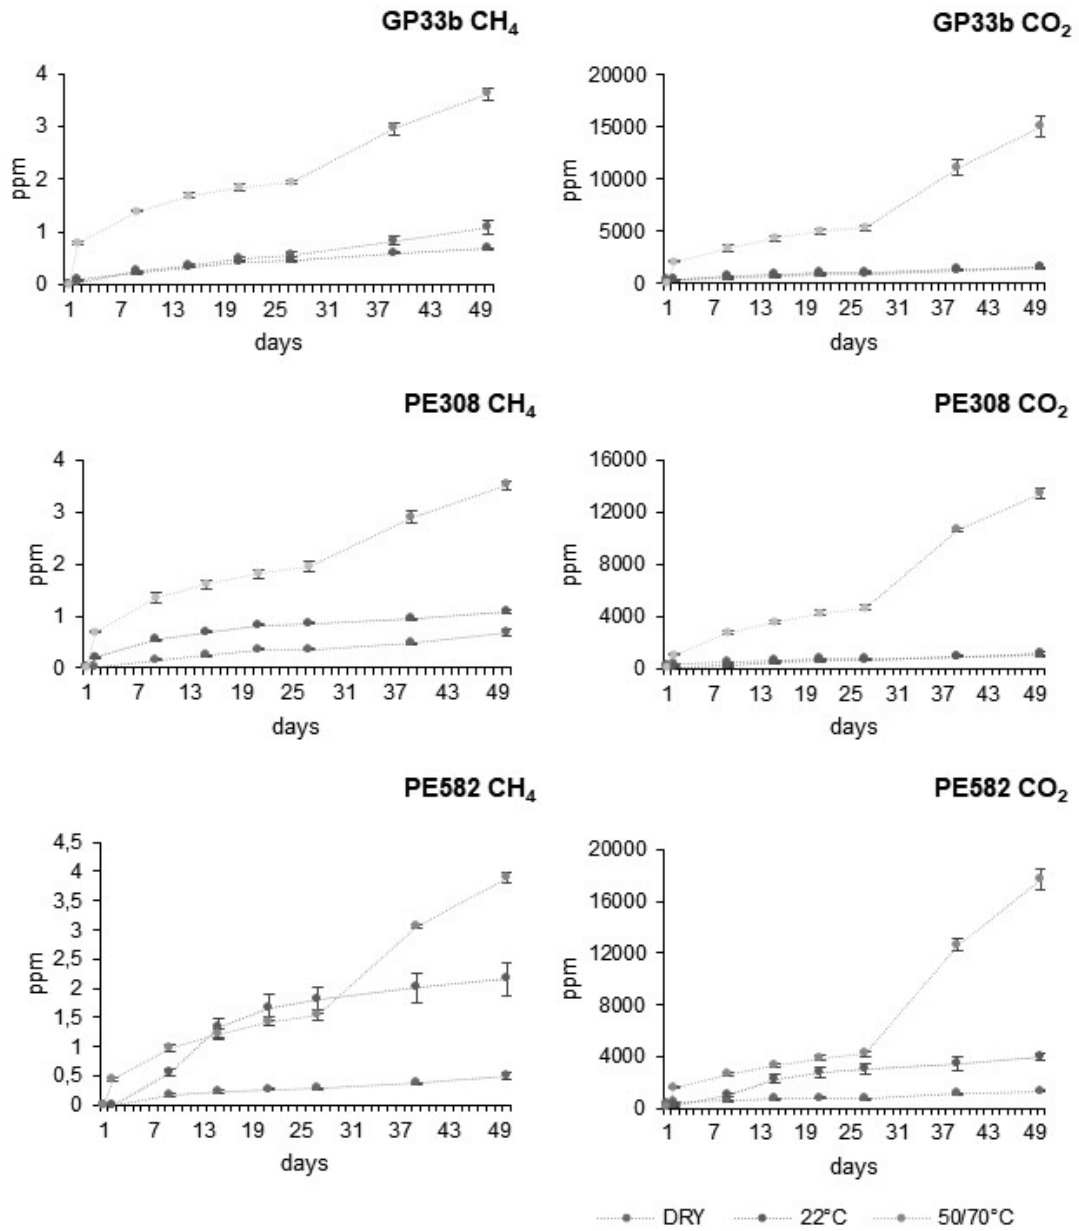 GP33b CH₄
4
3
2
1
0
ppm
1 7 13 19 25 31 37 43 49
days
GP33b CO₂
20000
15000
10000
5000
0
ppm
1 7 13 19 25 31 37 43 49
days
PE308 CH₄
4
3
2
1
0
ppm
1 7 13 19 25 31 37 43 49
days
PE308 CO₂
16000
12000
8000
4000
0
ppm
1 7 13 19 25 31 37 43 49
days
PE582 CH₄
4,5
4
3,5
3
2,5
2
1,5
1
0,5
0
ppm
1 7 13 19 25 31 37 43 49
days
PE582 CO₂
20000
16000
12000
8000
4000
0
ppm
1 7 13 19 25 31 37 43 49
days
DRY 22°C 50/70°C